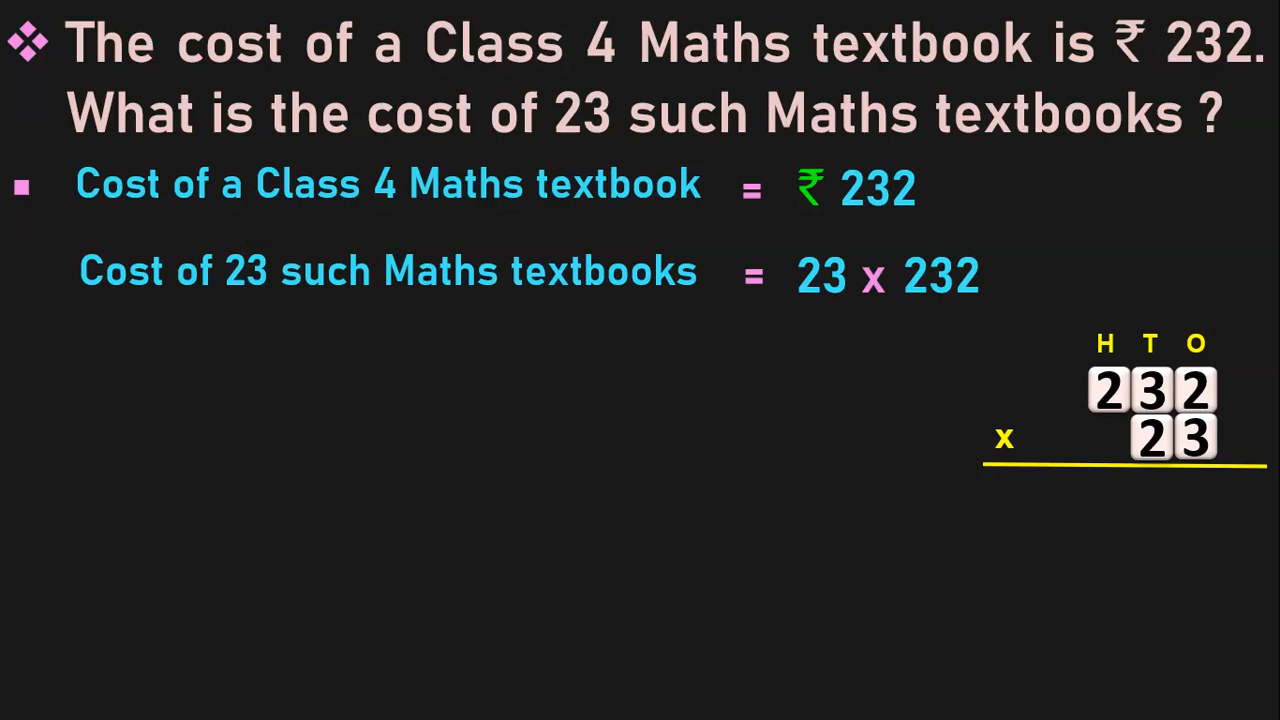 ❖ The cost of a Class 4 Maths textbook is ₹ 232.
What is the cost of 23 such Maths textbooks ?
▪ Cost of a Class 4 Maths textbook = ₹ 232
Cost of 23 such Maths textbooks = 23 x 232
H T O
2 3 2
x 2 3